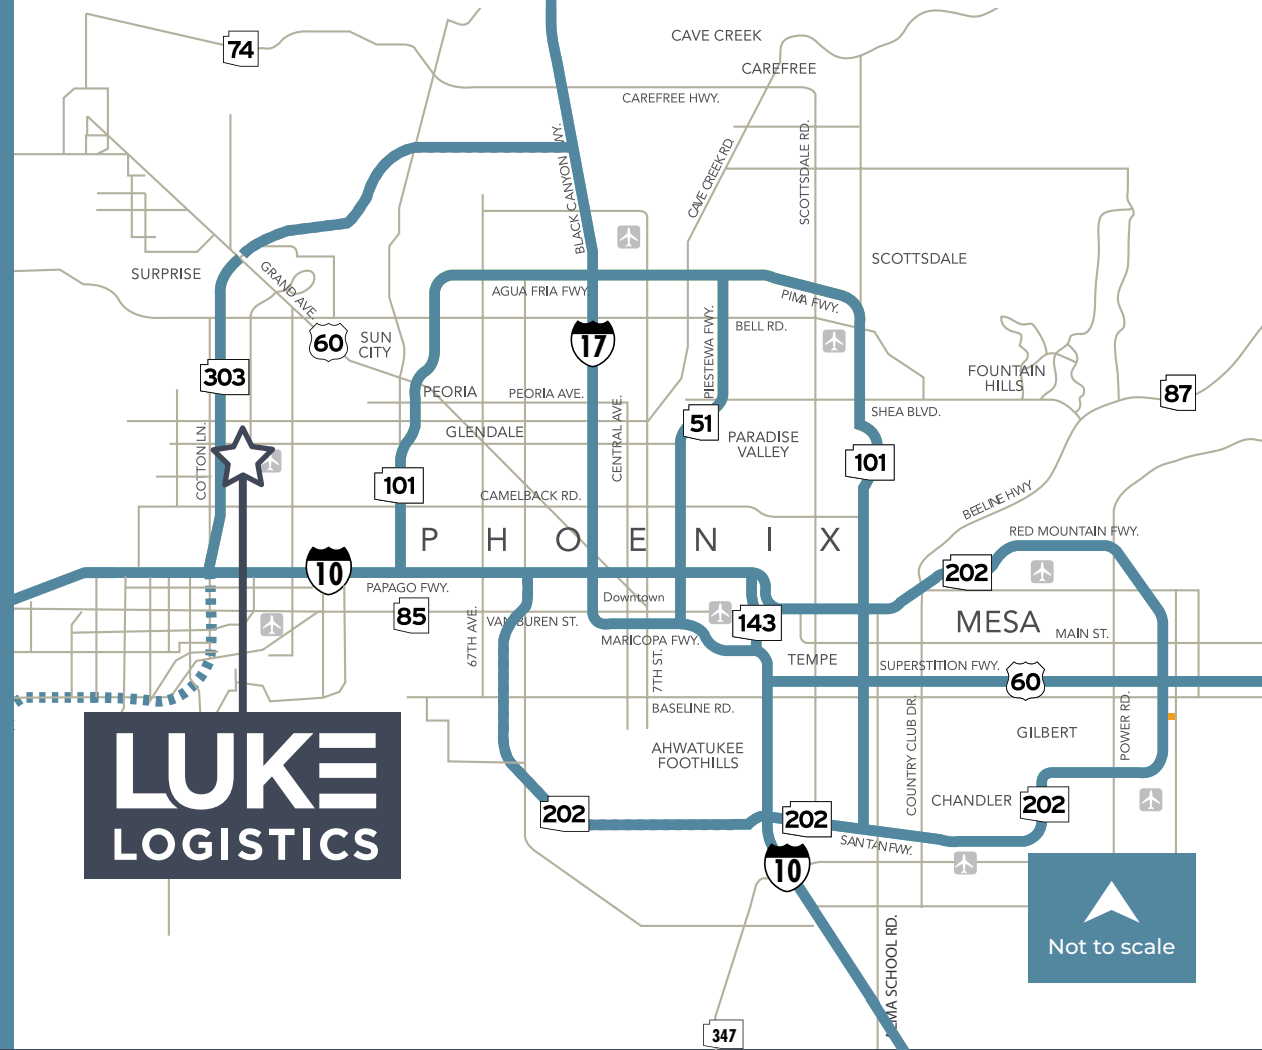 CAVE CREEK
74
CAREFREE
CAREFREE HWY.
BLACK CANYON
WY.
CAVE CREEK RD
SCOTTSDALE RD.
SCOTTSDALE
SURPRISE
GRAND AVE.
AGUA FRIA FWY.
PIMA FWY.
BELL RD.
PIESTEWA FWY.
60
SUN
CITY
17
303
FOUNTAIN
HILLS
87
PEORIA
PEORIA AVE.
SHEA BLVD.
51
GLENDALE
CENTRAL AVE.
PARADISE
VALLEY
COTTON LN.
101
101
CAMELBACK RD.
BEELINE HWY
PHOENIX
RED MOUNTAIN FWY.
10
202
PAPAGO FWY.
Downtown
85
67TH AVE.
VAN BUREN ST.
143
MESA
MAIN ST.
MARICOPA FWY.
7TH ST.
TEMPE
SUPERSTITION FWY.
60
BASELINE RD.
COUNTRY CLUB DR.
POWER RD.
GILBERT
AHWATUKEE
FOOTHILLS
LUKE
LOGISTICS
202
202
CHANDLER
202
SANTAN FWY.
10
Not to scale
LMA SCHOOL RD.
347